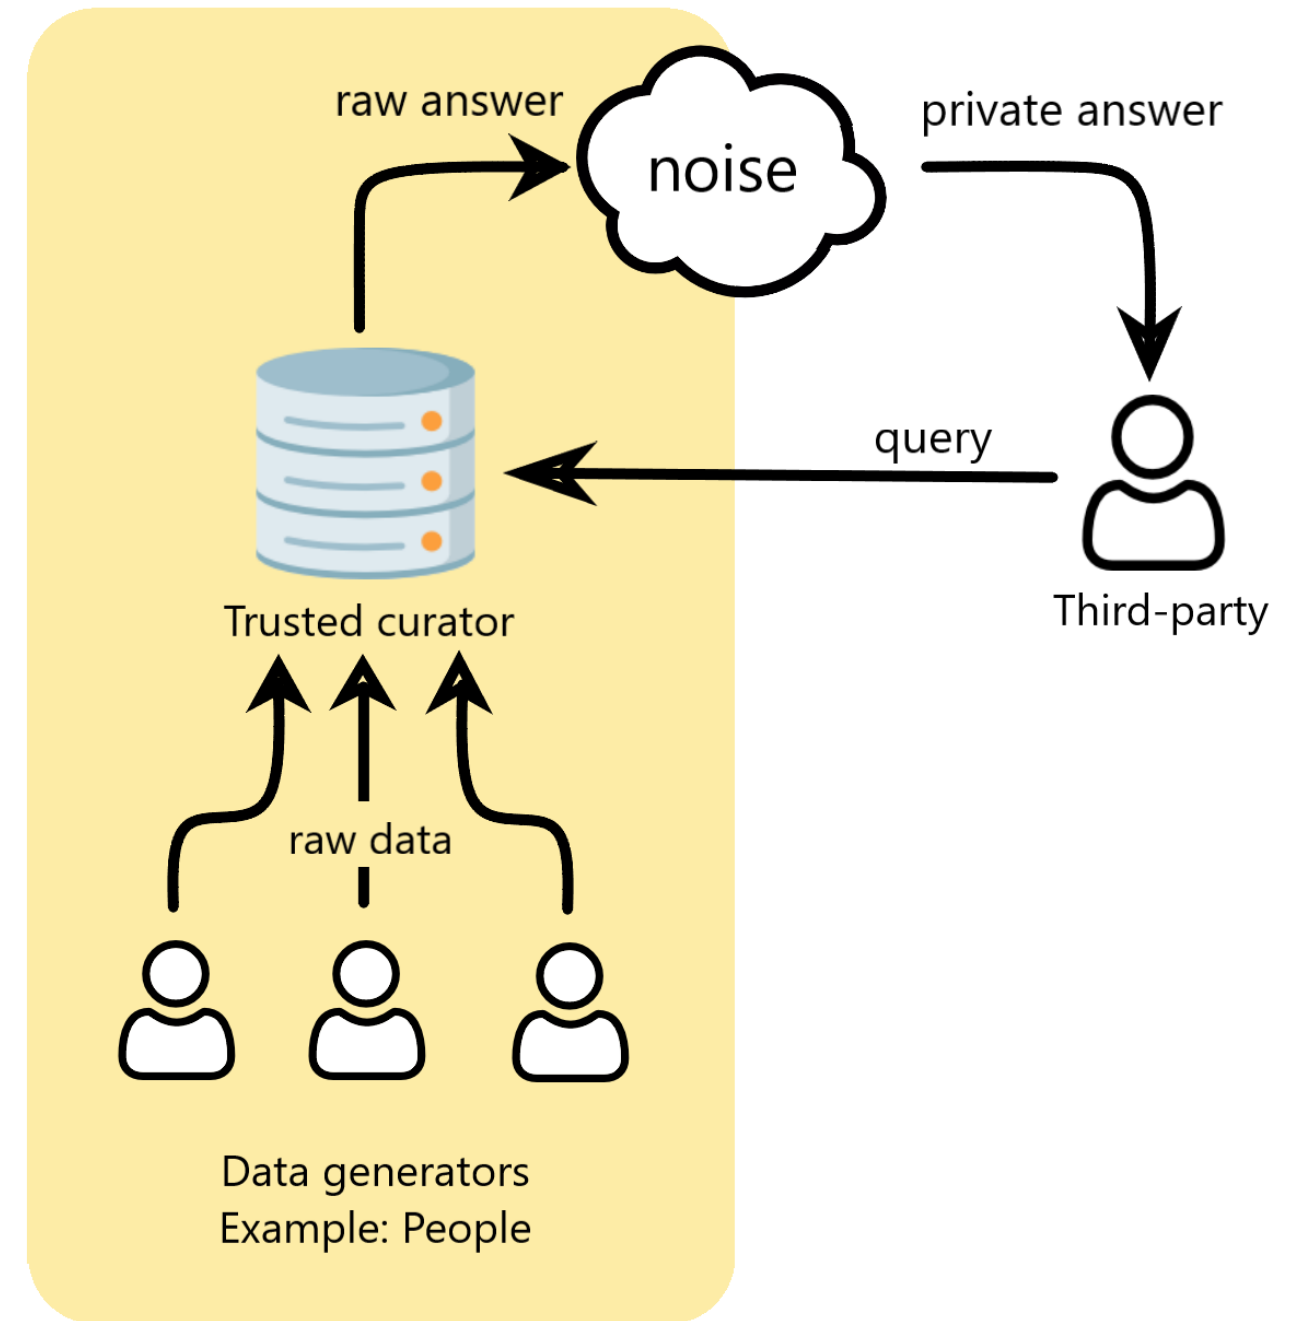 raw answer
noise
private answer
query
Trusted curator
Third-party
raw data
Data generators
Example: People